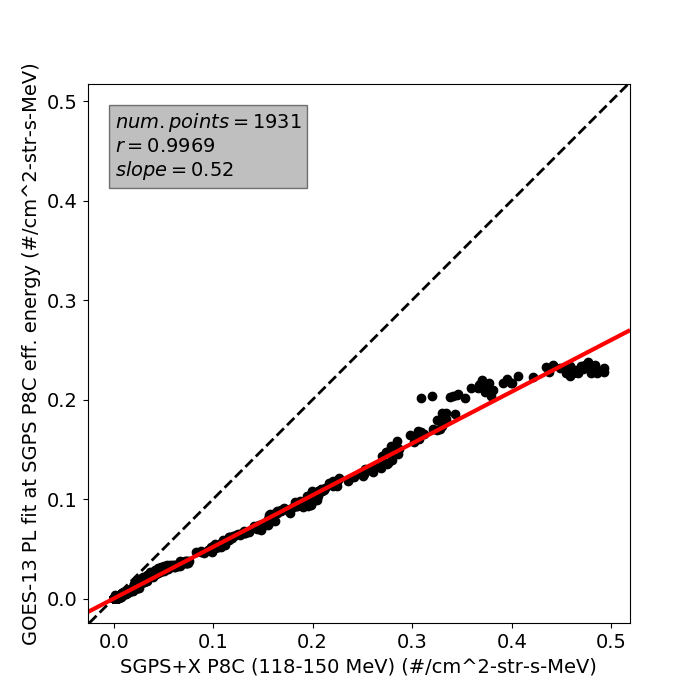 num. points = 1931
r = 0.9969
slope = 0.52
GOES-13 PL fit at SGPS P8C eff. energy (#/cm^2-str-s-MeV)
0.5
0.4
0.3
0.2
0.1
0.0
0.0 0.1 0.2 0.3 0.4 0.5
SGPS+X P8C (118-150 MeV) (#/cm^2-str-s-MeV)